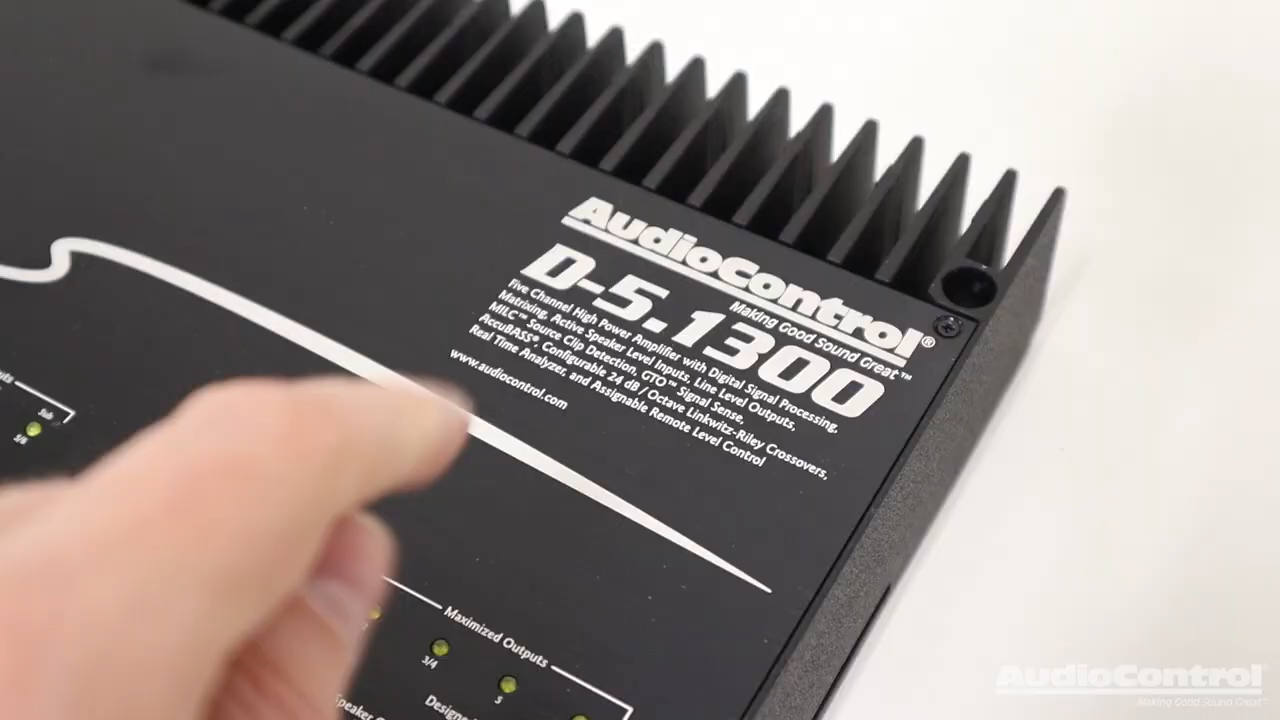 AudioControl®
Making Good Sound Great™
D-5.1300
Five Channel High Power Amplifier with Digital Signal Processing,
Matrixing, Active Speaker Level Inputs, Line Level Outputs,
MILC™ Source Clip Detection, GTO™ Signal Sense,
AccuBASS®, Configurable 24 dB / Octave Linkwitz-Riley Crossovers,
Real Time Analyzer, and Assignable Remote Level Control
www.audiocontrol.com
Sub
5/6
Maximized Outputs
3/4
5
AudioControl®
Making Good Sound Great™